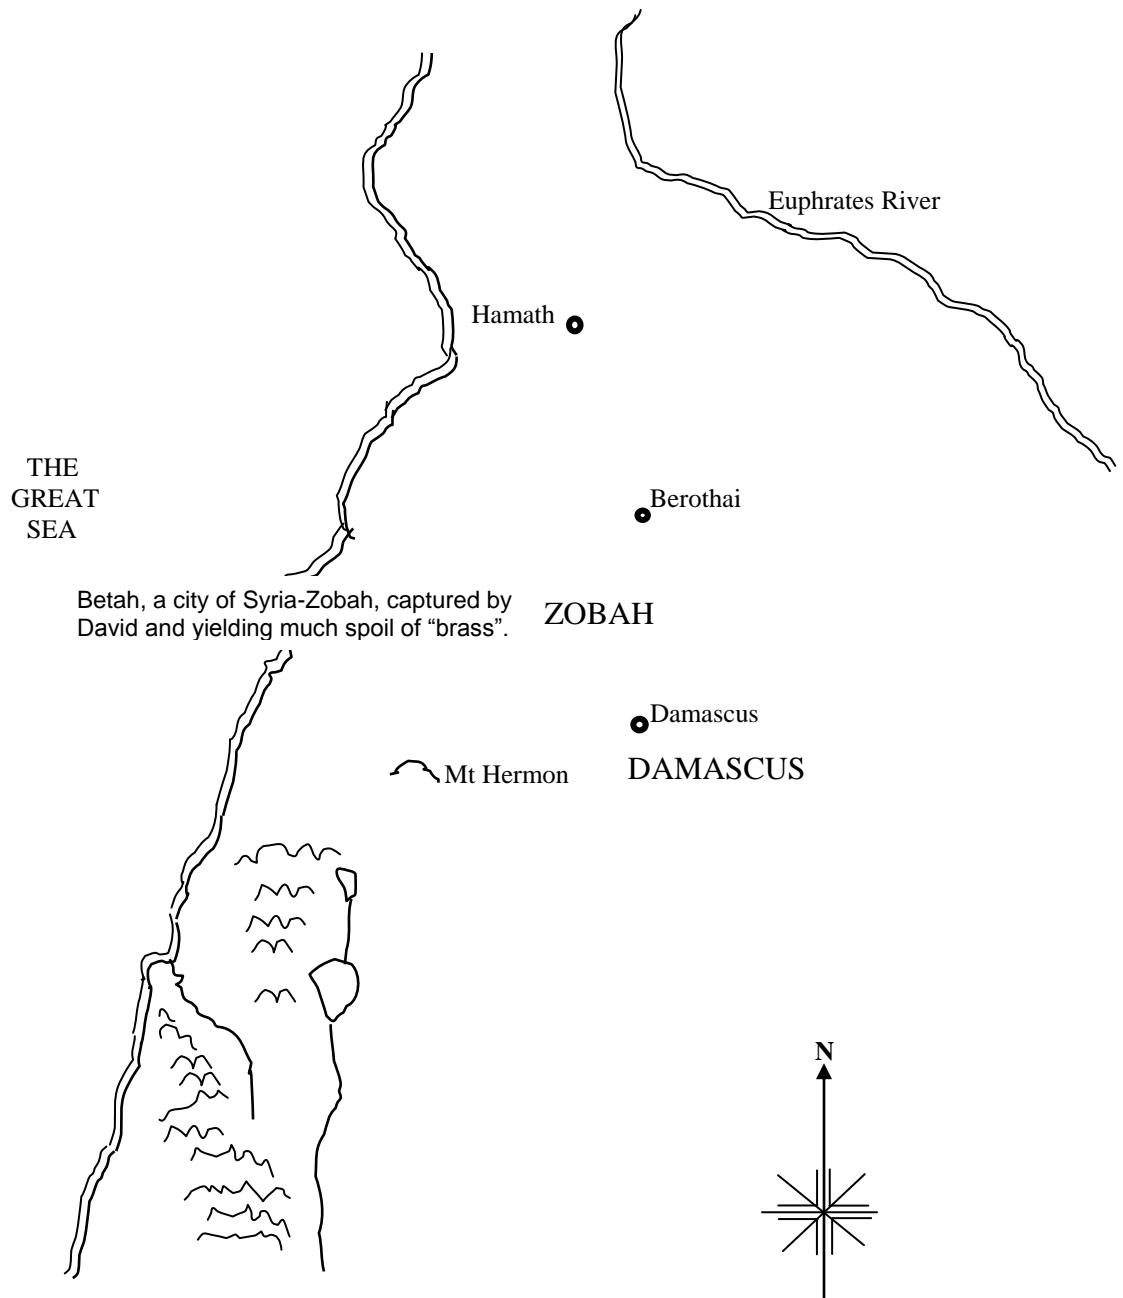 Euphrates River
Hamath
THE
GREAT
SEA
Berothai
Betah, a city of Syria-Zobah, captured by
David and yielding much spoil of “brass”.
ZOBAH
Damascus
DAMASCUS
Mt Hermon
N